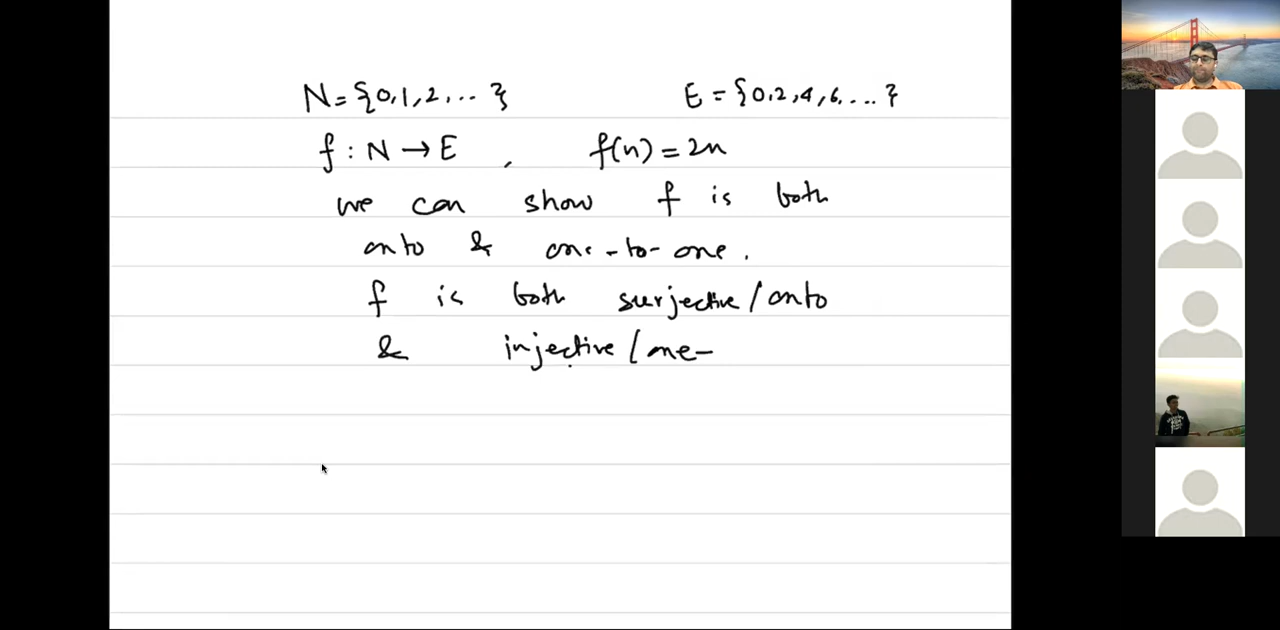 N = {0,1,2,... }     E = {0,2,4,6,....}
f : N → E , f(n) = 2n
we can show f is both
onto & one-to-one.
f is both surjective/onto
& injective/one-